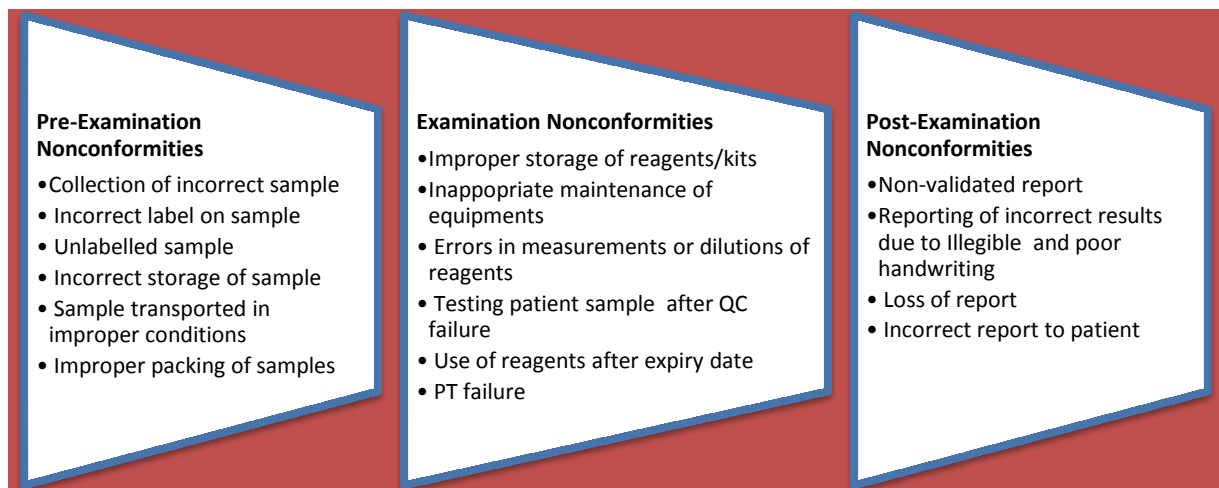 Pre-Examination
Nonconformities
•Collection of incorrect sample
• Incorrect label on sample
• Unlabelled sample
• Incorrect storage of sample
• Sample transported in
improper conditions
• Improper packing of samples
Examination Nonconformities
•Improper storage of reagents/kits
•Inappopriate maintenance of
equipments
• Errors in measurements or dilutions of
reagents
• Testing patient sample after QC
failure
• Use of reagents after expiry date
• PT failure
Post-Examination
Nonconformities
•Non-validated report
•Reporting of incorrect results
due to Illegible and poor
handwriting
• Loss of report
• Incorrect report to patient